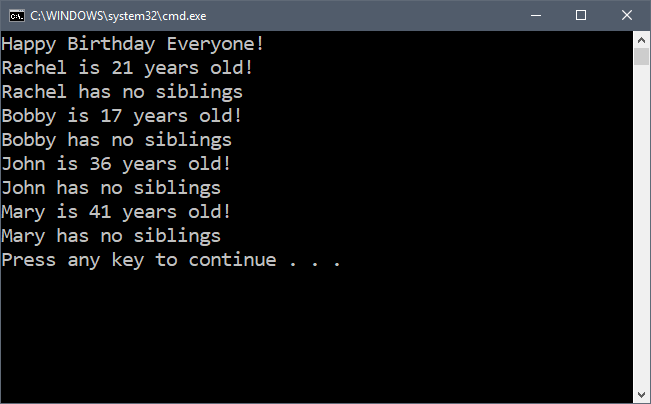 C:\WINDOWS\system32\cmd.exe
Happy Birthday Everyone!
Rachel is 21 years old!
Rachel has no siblings
Bobby is 17 years old!
Bobby has no siblings
John is 36 years old!
John has no siblings
Mary is 41 years old!
Mary has no siblings
Press any key to continue . . .